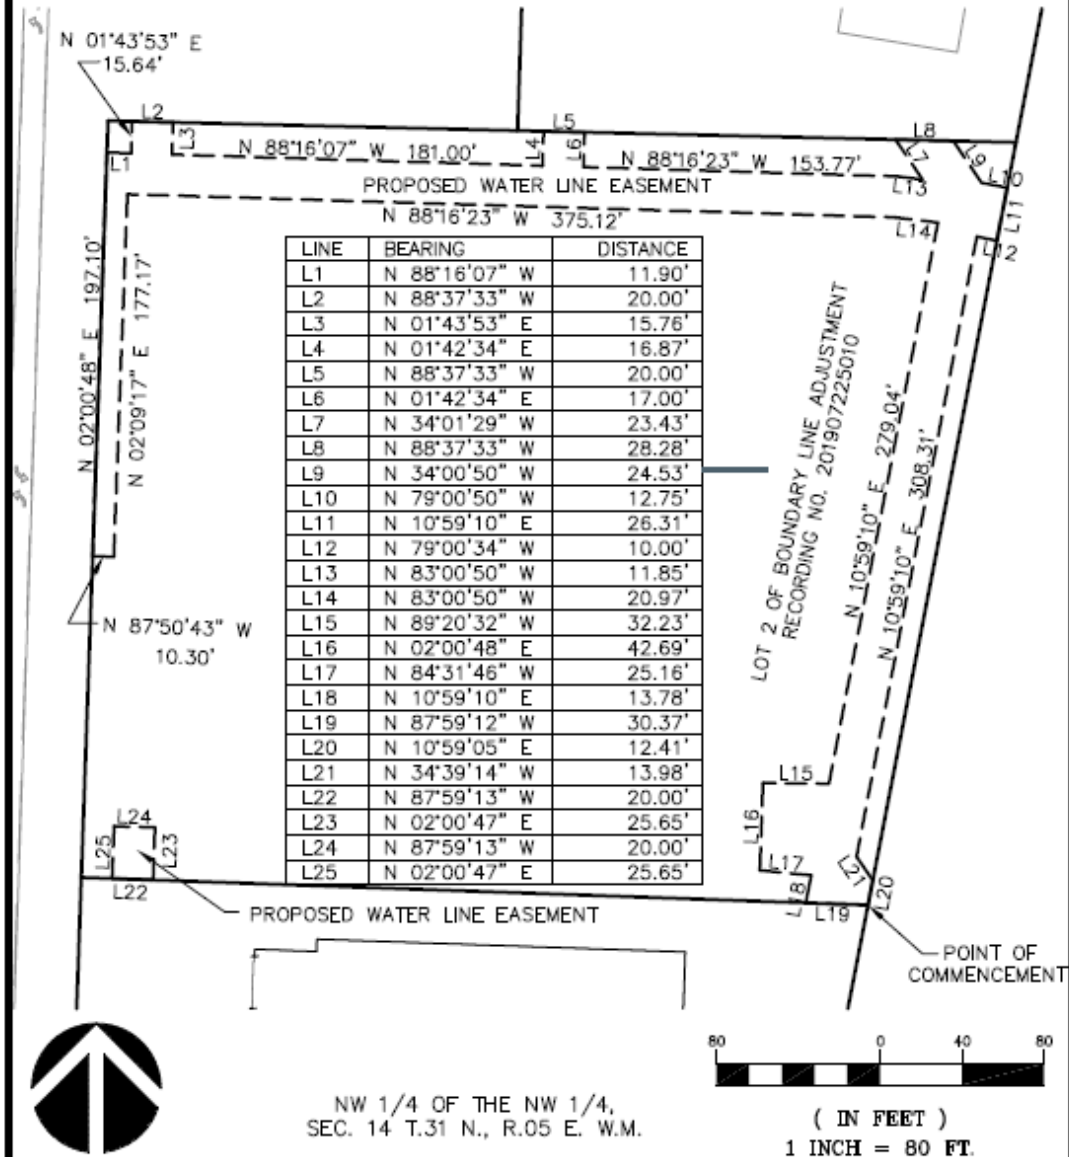 N 01°43'53" E
15.64'
L2
L3
L1
N 88°16'07" W 181.00'
L5
L4
L6
N 88°16'23" W 153.77'
L8
L7
L9
L10
L13
L11
L12
L14
PROPOSED WATER LINE EASEMENT
N 88°16'23" W 375.12'
N 02°00'48" E 197.10'
N 02°09'17" E 177.17'
N 87°50'43" W
10.30'
LINE BEARING DISTANCE
L1 N 88°16'07" W 11.90'
L2 N 88°37'33" W 20.00'
L3 N 01°43'53" E 15.76'
L4 N 01°42'34" E 16.87'
L5 N 88°37'33" W 20.00'
L6 N 01°42'34" E 17.00'
L7 N 34°01'29" W 23.43'
L8 N 88°37'33" W 28.28'
L9 N 34°00'50" W 24.53'
L10 N 79°00'50" W 12.75'
L11 N 10°59'10" E 26.31'
L12 N 79°00'34" W 10.00'
L13 N 83°00'50" W 11.85'
L14 N 83°00'50" W 20.97'
L15 N 89°20'32" W 32.23'
L16 N 02°00'48" E 42.69'
L17 N 84°31'46" W 25.16'
L18 N 10°59'10" E 13.78'
L19 N 87°59'12" W 30.37'
L20 N 10°59'05" E 12.41'
L21 N 34°39'14" W 13.98'
L22 N 87°59'13" W 20.00'
L23 N 02°00'47" E 25.65'
L24 N 87°59'13" W 20.00'
L25 N 02°00'47" E 25.65'
LOT 2 OF BOUNDARY LINE ADJUSTMENT
RECORDING NO. 201907225010
N 10°59'10" E 279.04'
N 10°59'10" E 308.31'
L15
L16
L17
L18
L19
L21
L20
L24
L25
L23
L22
PROPOSED WATER LINE EASEMENT
POINT OF
COMMENCEMENT
NW 1/4 OF THE NW 1/4,
SEC. 14 T.31 N., R.05 E. W.M.
80 0 40 80
( IN FEET )
1 INCH = 80 FT.